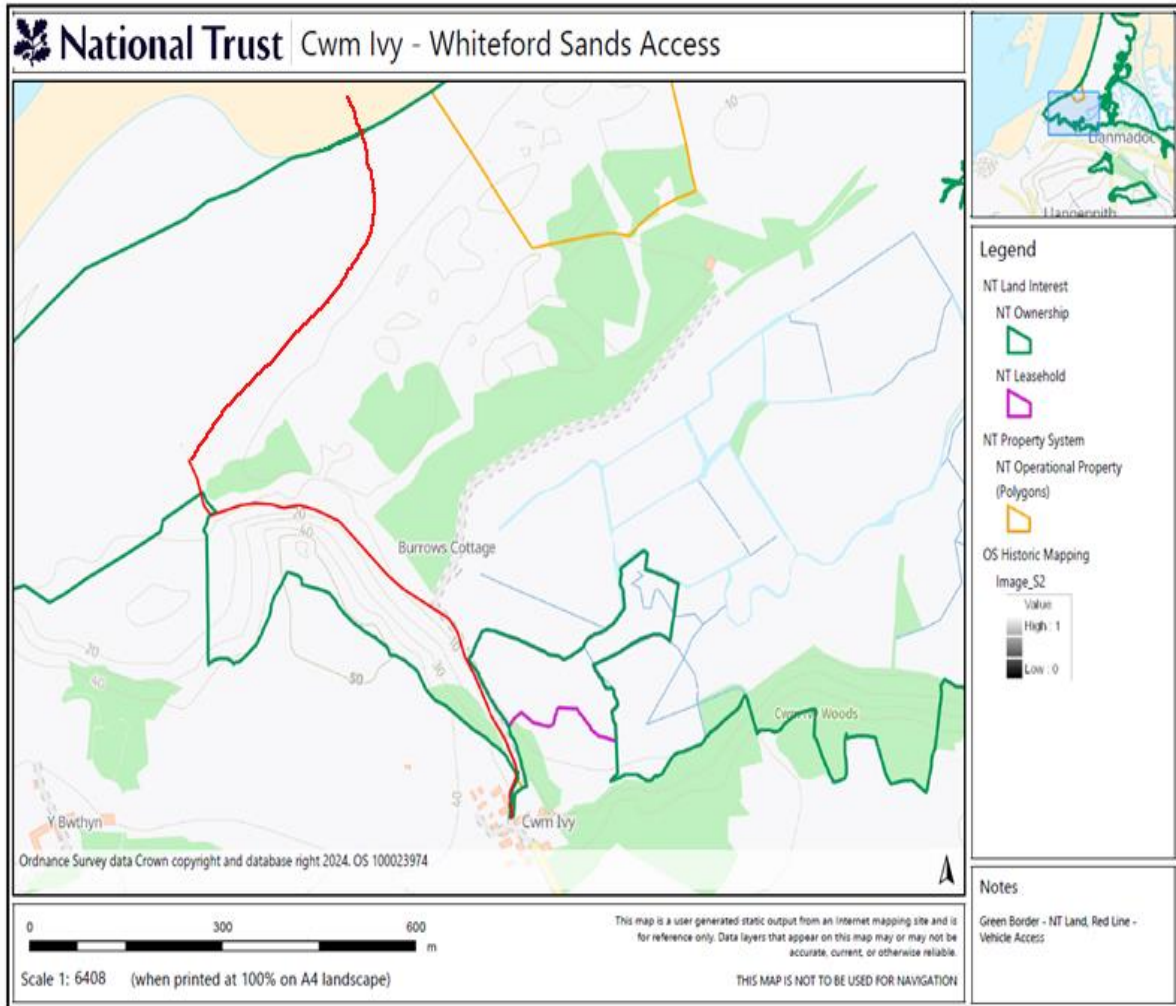 National Trust
Cwm Ivy - Whiteford Sands Access
10
20
40
Burrows Cottage
10
30
20
40
50
Cwm Ivy Woods
40
Y Bwthyn
Cwm Ivy
Ordnance Survey data Crown copyright and database right 2024. OS 100023974
Llanmadoc
Llangennith
Legend
NT Land Interest
NT Ownership
NT Leasehold
NT Property System
NT Operational Property
(Polygons)
OS Historic Mapping
Image_S2
Value
High : 1
Low : 0
Notes
Green Border - NT Land, Red Line -
Vehicle Access
0 300 600
m
Scale 1: 6408 (when printed at 100% on A4 landscape)
This map is a user generated static output from an Internet mapping site and is
for reference only. Data layers that appear on this map may or may not be
accurate, current, or otherwise reliable.
THIS MAP IS NOT TO BE USED FOR NAVIGATION